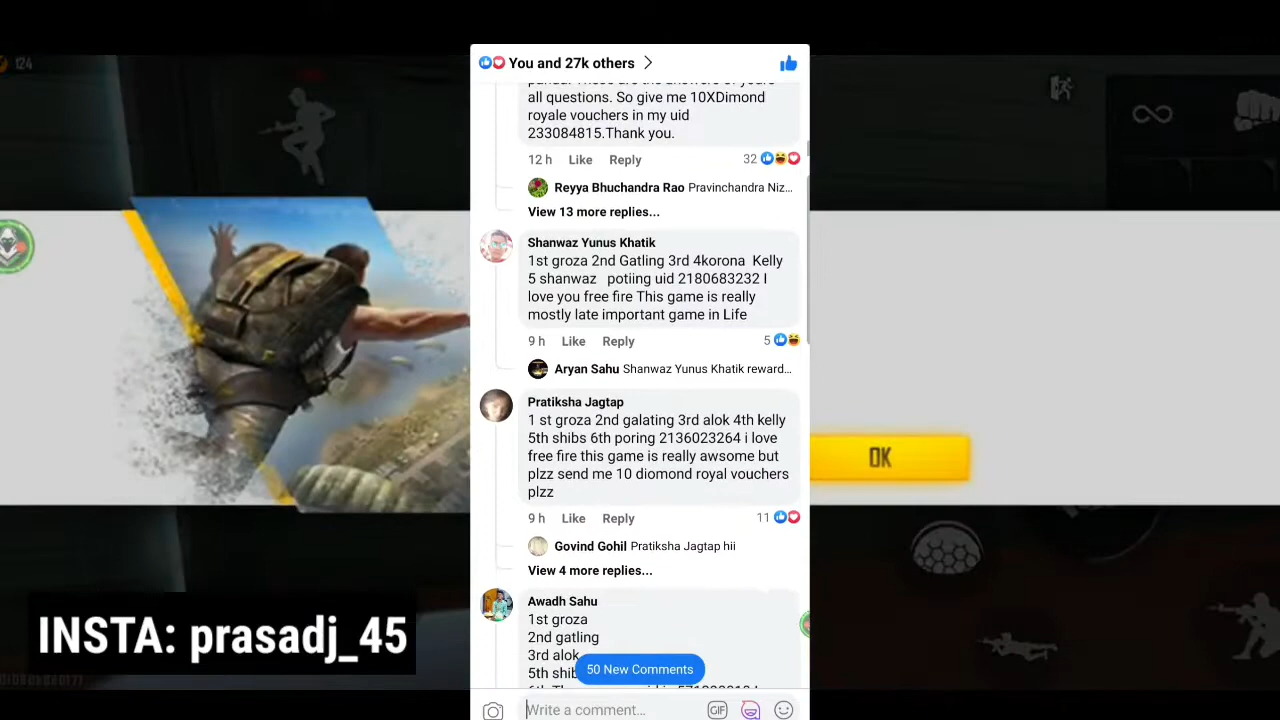 124
You and 27k others
all questions. So give me 10XDimond
royale vouchers in my uid
233084815.Thank you.
12 h Like Reply 32
Reyya Bhuchandra Rao Pravinchandra Niz...
View 13 more replies...
Shanwaz Yunus Khatik
1st groza 2nd Gatling 3rd 4korona Kelly
5 shanwaz potiing uid 2180683232 I
love you free fire This game is really
mostly late important game in Life
9 h Like Reply 5
Aryan Sahu Shanwaz Yunus Khatik reward...
Pratiksha Jagtap
1 st groza 2nd galating 3rd alok 4th kelly
5th shibs 6th poring 2136023264 i love
free fire this game is really awsome but
plzz send me 10 diomond royal vouchers
plzz
OK
9 h Like Reply 11
Govind Gohil Pratiksha Jagtap hii
View 4 more replies...
Awadh Sahu
1st groza
2nd gatling
3rd alok
5th shib
50 New Comments
Write a comment...
GIF
INSTA: prasadj_45